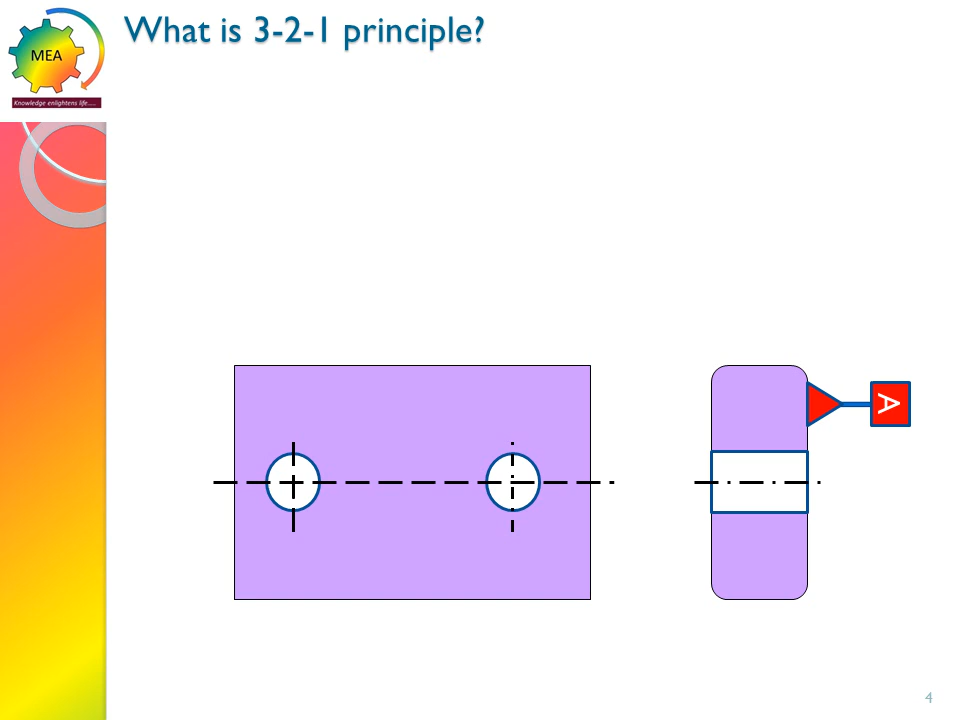 What is 3-2-1 principle?
MEA
Knowledge enlightens life.....
A
4